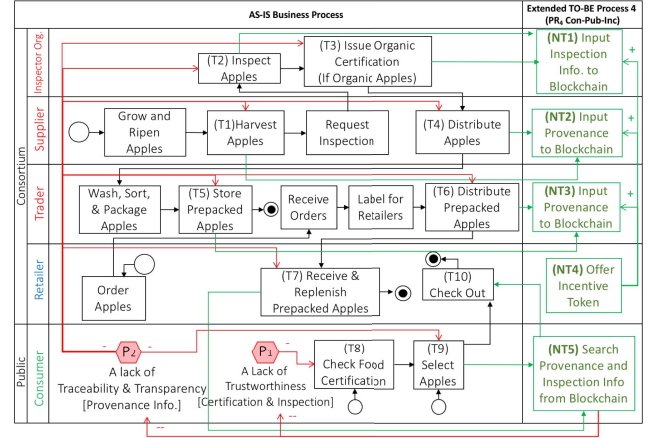 AS-IS Business Process
Extended TO-BE Process 4
(PR4 Con-Pub-Inc)
Consortium
Inspector Org.
(T2) Inspect
Apples
(T3) Issue Organic
Certification
(If Organic Apples)
(NT1) Input
Inspection
Info. to
Blockchain
+
Supplier
Grow and
Ripen
Apples
(T1)Harvest
Apples
Request
Inspection
(T4) Distribute
Apples
(NT2) Input
Provenance
to Blockchain
+
Trader
Wash, Sort,
& Package
Apples
(T5) Store
Prepacked
Apples
Receive
Orders
Label for
Retailers
(T6) Distribute
Prepacked
Apples
(NT3) Input
Provenance
to Blockchain
+
Retailer
Order
Apples
(T7) Receive &
Replenish
Prepacked Apples
(T10)
Check Out
(NT4) Offer
Incentive
Token
Public
Consumer
- P2 -
A lack of
Traceability & Transparency
[Provenance Info.]
--
P1 -
A Lack of
Trustworthiness
[Certification & Inspection]
--
(T8)
Check Food
Certification
(T9)
Select
Apples
(NT5) Search
Provenance and
Inspection Info
from Blockchain